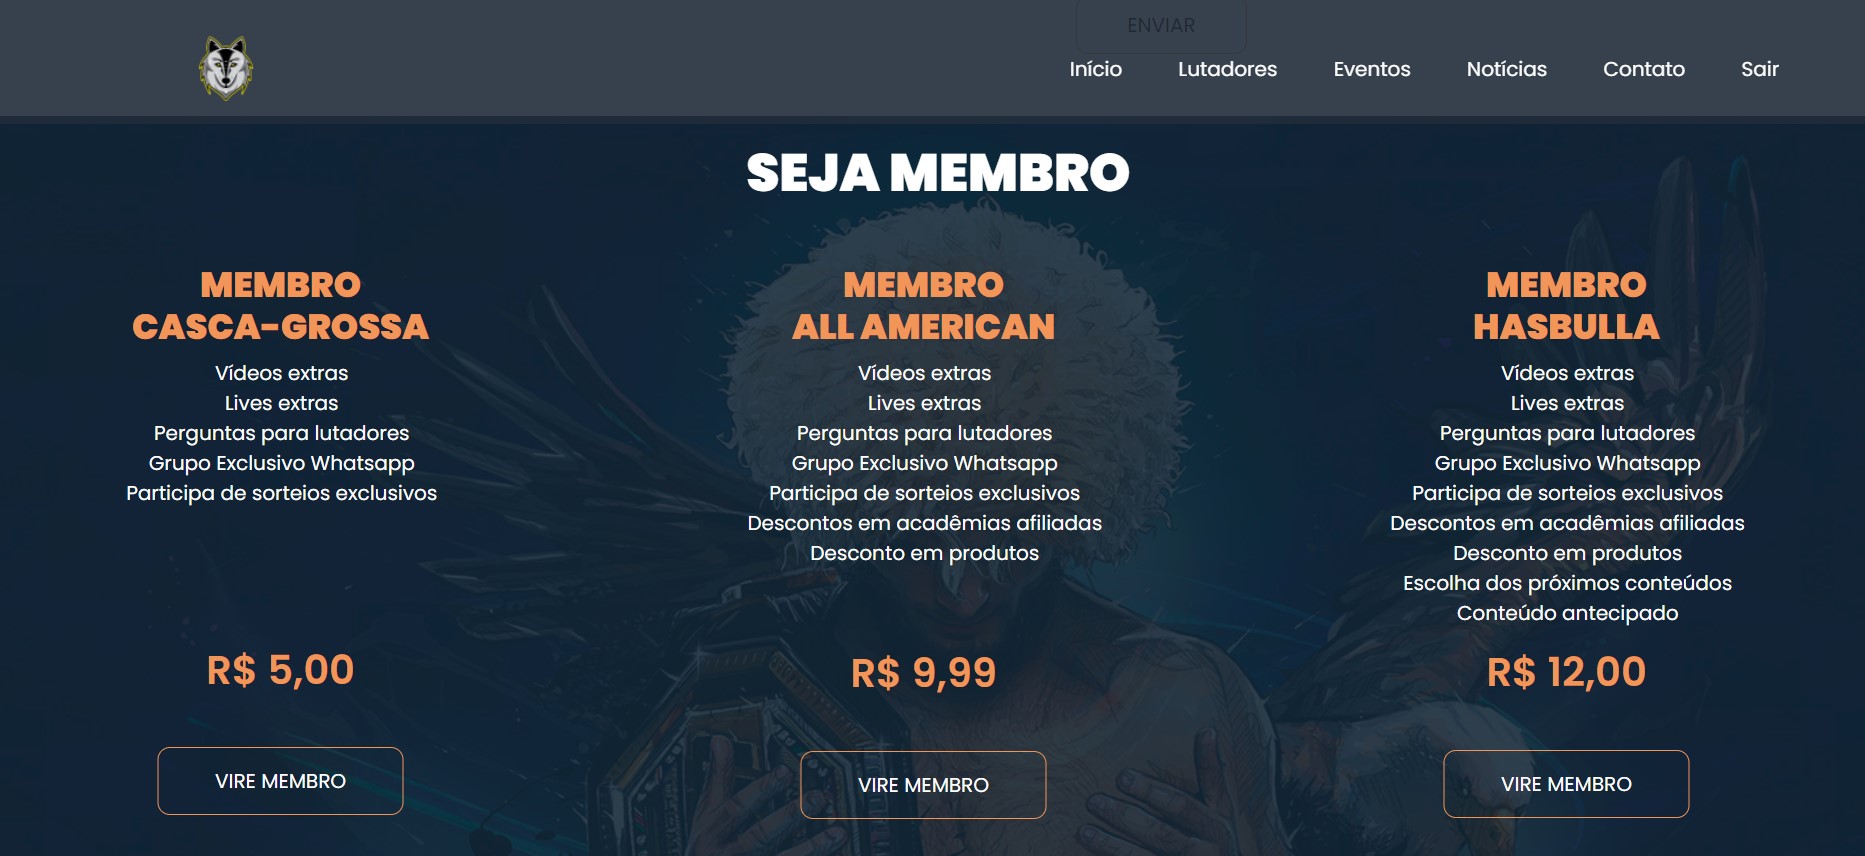 ENVIAR
Início Lutadores Eventos Notícias Contato Sair
SEJA MEMBRO
MEMBRO
CASCA-GROSSA
Vídeos extras
Lives extras
Perguntas para lutadores
Grupo Exclusivo Whatsapp
Participa de sorteios exclusivos
R$ 5,00
VIRE MEMBRO
MEMBRO
ALL AMERICAN
Vídeos extras
Lives extras
Perguntas para lutadores
Grupo Exclusivo Whatsapp
Participa de sorteios exclusivos
Descontos em acadêmias afiliadas
Desconto em produtos
R$ 9,99
VIRE MEMBRO
MEMBRO
HASBULLA
Vídeos extras
Lives extras
Perguntas para lutadores
Grupo Exclusivo Whatsapp
Participa de sorteios exclusivos
Descontos em acadêmias afiliadas
Desconto em produtos
Escolha dos próximos conteúdos
Conteúdo antecipado
R$ 12,00
VIRE MEMBRO